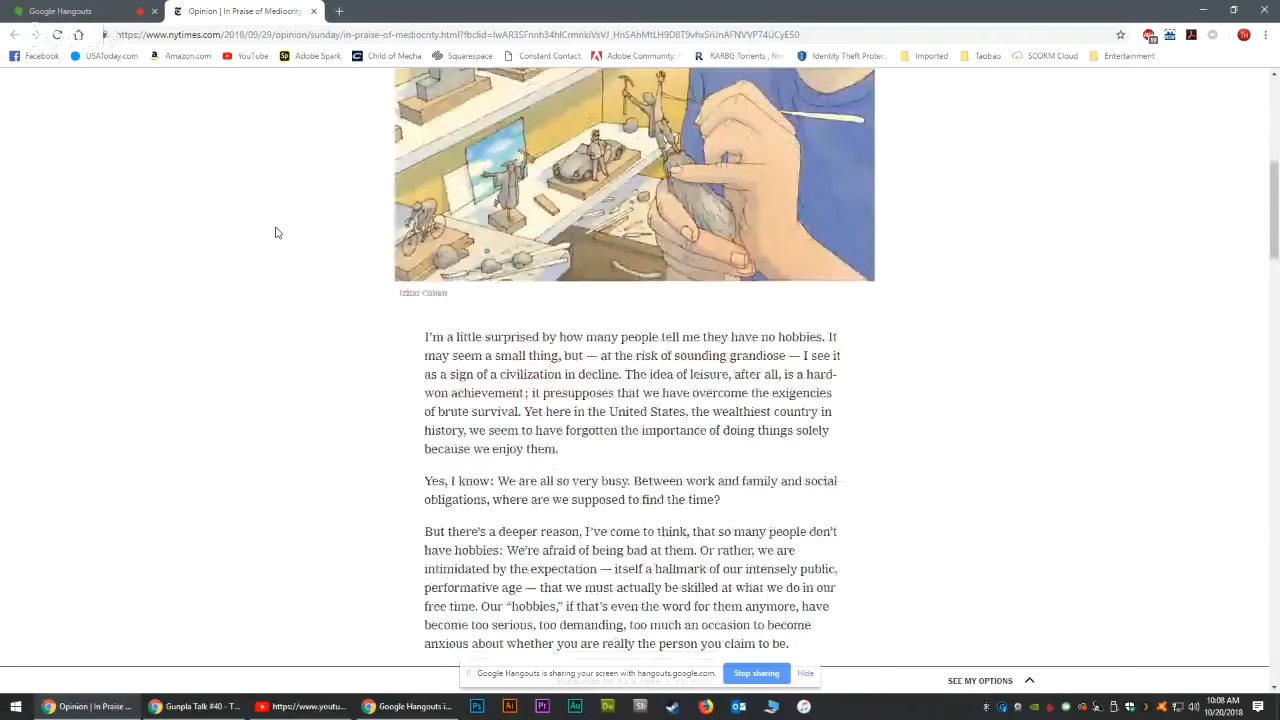 Google Hangouts
Opinion | In Praise of Mediocrity
https://www.nytimes.com/2018/09/29/opinion/sunday/in-praise-of-mediocrity.html
Facebook USAToday.com Amazon.com YouTube Adobe Spark Child of Mecha Squarespace Constant Contact Adobe Community: RARBG Torrents , Identity Theft Protec Imported Taobao SCORM Cloud Entertainment
Izhar Cohen
I'm a little surprised by how many people tell me they have no hobbies. It
may seem a small thing, but — at the risk of sounding grandiose — I see it
as a sign of a civilization in decline. The idea of leisure, after all, is a hard-
won achievement; it presupposes that we have overcome the exigencies
of brute survival. Yet here in the United States, the wealthiest country in
history, we seem to have forgotten the importance of doing things solely
because we enjoy them.
Yes, I know: We are all so very busy. Between work and family and social
obligations, where are we supposed to find the time?
But there's a deeper reason, I've come to think, that so many people don't
have hobbies: We're afraid of being bad at them. Or rather, we are
intimidated by the expectation — itself a hallmark of our intensely public,
performative age — that we must actually be skilled at what we do in our
free time. Our “hobbies,” if that's even the word for them anymore, have
become too serious, too demanding, too much an occasion to become
anxious about whether you are really the person you claim to be.
Google Hangouts is sharing your screen with hangouts.google.com. Stop sharing Hide
SEE MY OPTIONS
Opinion | In Praise ... Gunpla Talk #40 - T... https://www.youtu... Google Hangouts i...
10:08 AM
10/20/2018